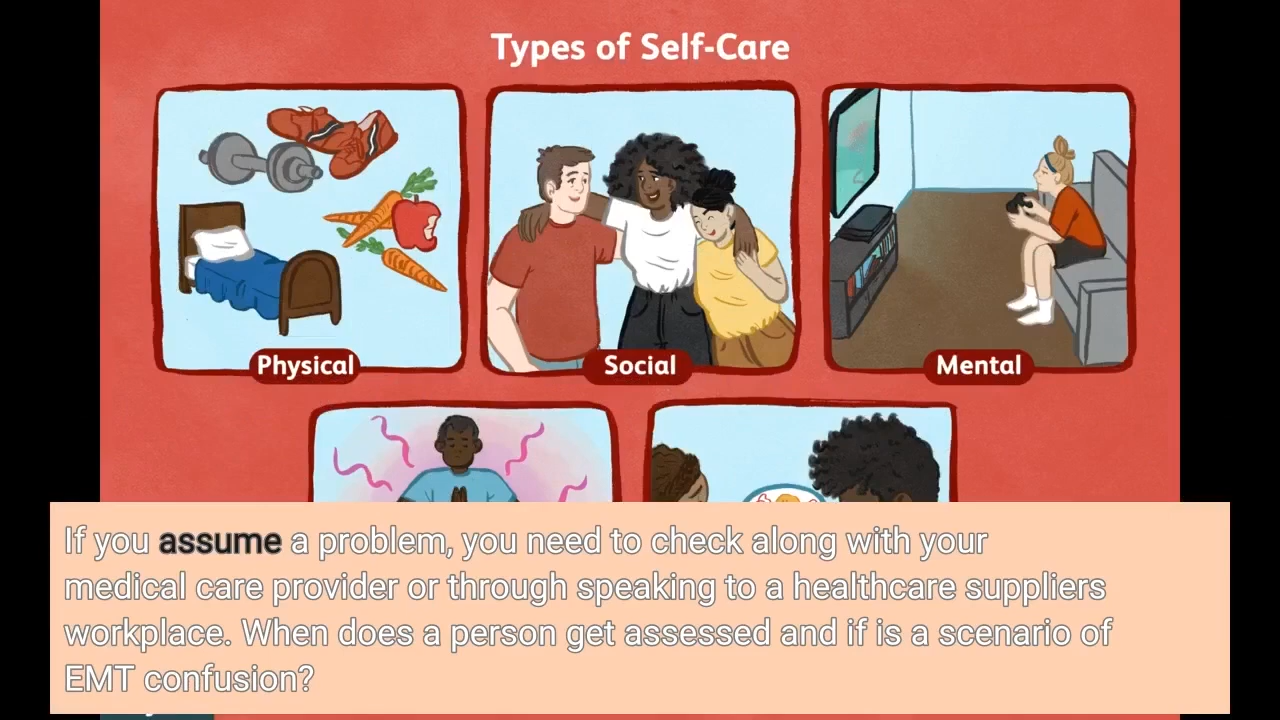 Types of Self-Care
Physical
Social
Mental
If you assume a problem, you need to check along with your
medical care provider or through speaking to a healthcare suppliers
workplace. When does a person get assessed and if is a scenario of
EMT confusion?